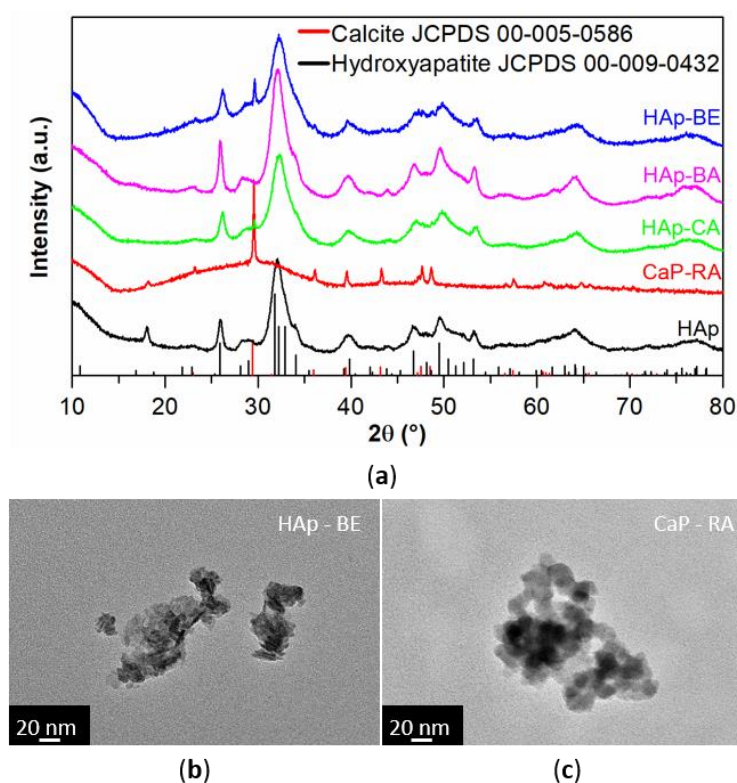 Calcite JCPDS 00-005-0586
Hydroxyapatite JCPDS 00-009-0432
HAp-BE
HAp-BA
HAp-CA
CaP-RA
HAp
Intensity (a.u.)
10 20 30 40 50 60 70 80
2θ (°)
(a)
HAp - BE
CaP - RA
20 nm
20 nm
(b)
(c)